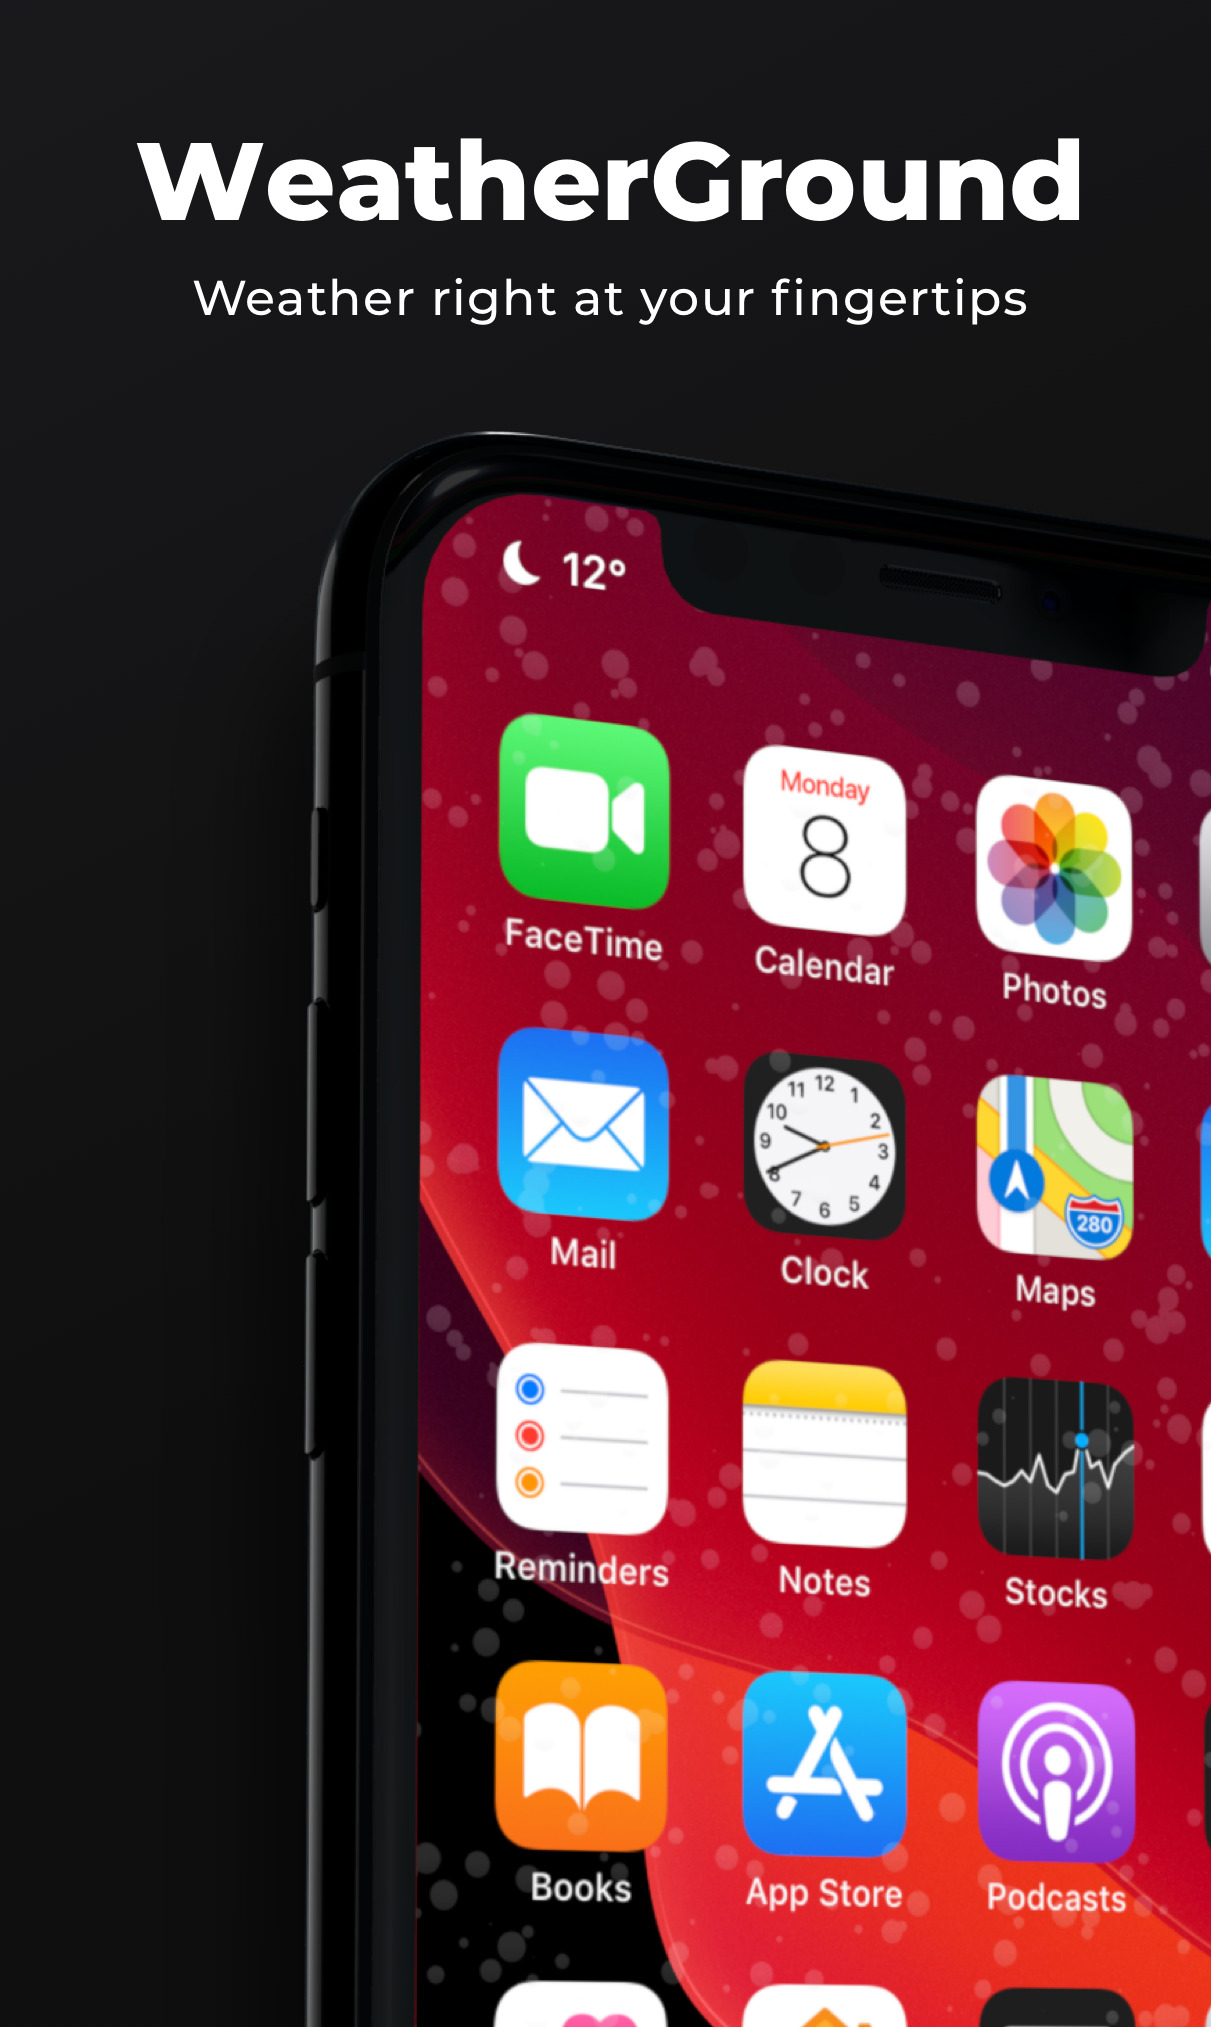 WeatherGround
Weather right at your fingertips
12°
Monday
8
FaceTime
Calendar
Photos
12
11
1
10
2
9
3
8
4
7
5
6
280
Mail
Clock
Maps
Reminders
Notes
Stocks
Books
App Store
Podcasts